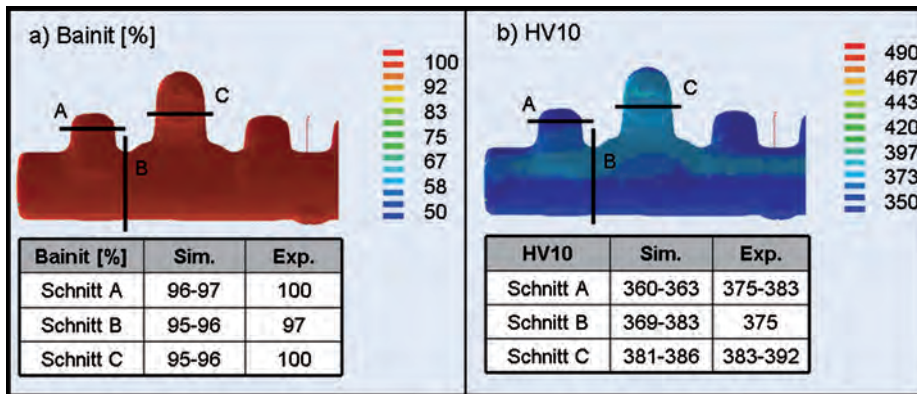 a) Bainit [%]
A
C
B
100
92
83
75
67
58
50
Bainit [%] Sim. Exp.
Schnitt A 96-97 100
Schnitt B 95-96 97
Schnitt C 95-96 100
b) HV10
A
C
B
490
467
443
420
397
373
350
HV10 Sim. Exp.
Schnitt A 360-363 375-383
Schnitt B 369-383 375
Schnitt C 381-386 383-392